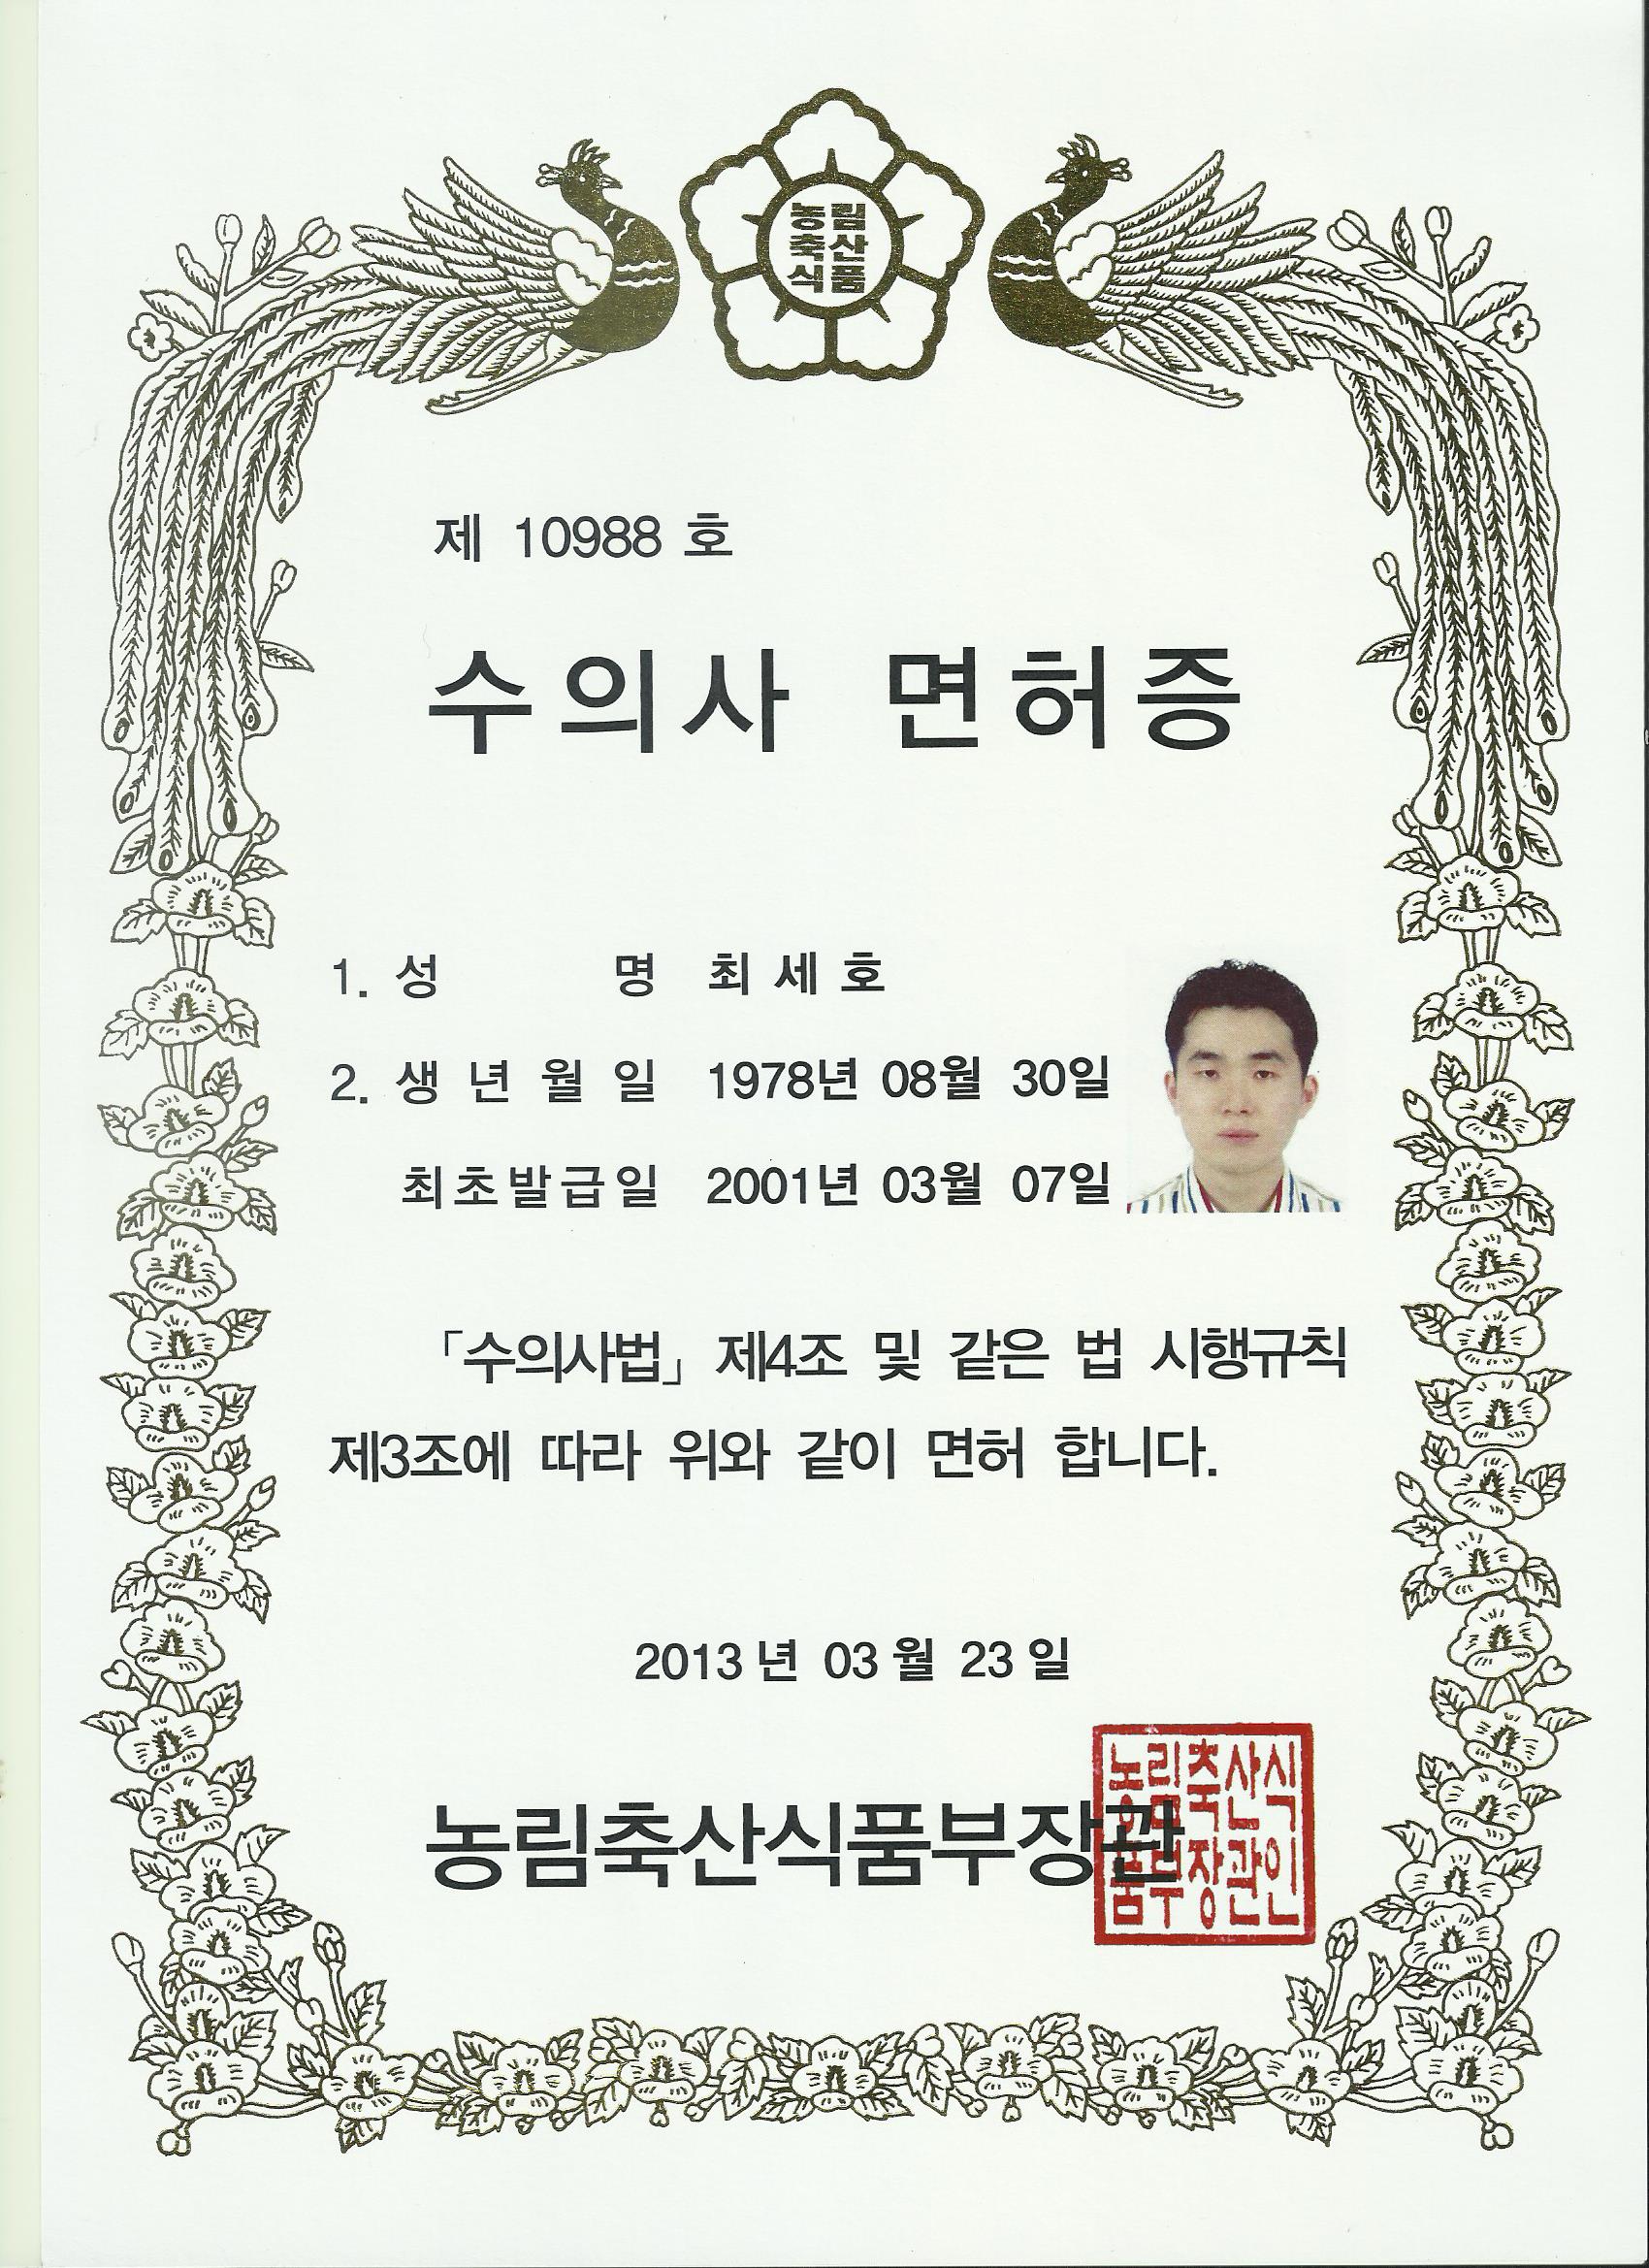 농림
축산
식품
제 10988 호
수의사 면허증
1. 성 명 최 세 호
2. 생 년 월 일 1978년 08월 30일
최초발급일 2001년 03월 07일
「수의사법」 제4조 및 같은 법 시행규칙
제3조에 따라 위와 같이 면허 합니다.
2013 년 03 월 23 일
농림축산식품부장관
농림축산식
품부장관인